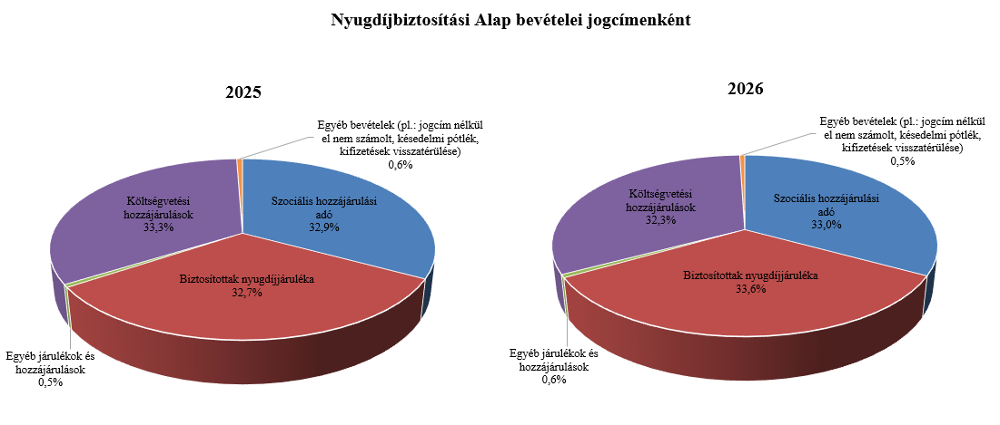 Nyugdíjbiztosítási Alap bevételei jogcímenként
2025
Egyéb bevételek (pl.: jogcím nélkül
el nem számolt, késedelmi pótlék,
kifizetések visszatérülése)
0,6%
Költségvetési
hozzájárulások
33,3%
Szociális hozzájárulási
adó
32,9%
Biztosítottak nyugdíjjáruléka
32,7%
Egyéb járulékok és
hozzájárulások
0,5%
2026
Egyéb bevételek (pl.: jogcím nélkül
el nem számolt, késedelmi pótlék,
kifizetések visszatérülése)
0,5%
Költségvetési
hozzájárulások
32,3%
Szociális hozzájárulási
adó
33,0%
Biztosítottak nyugdíjjáruléka
33,6%
Egyéb járulékok és
hozzájárulások
0,6%